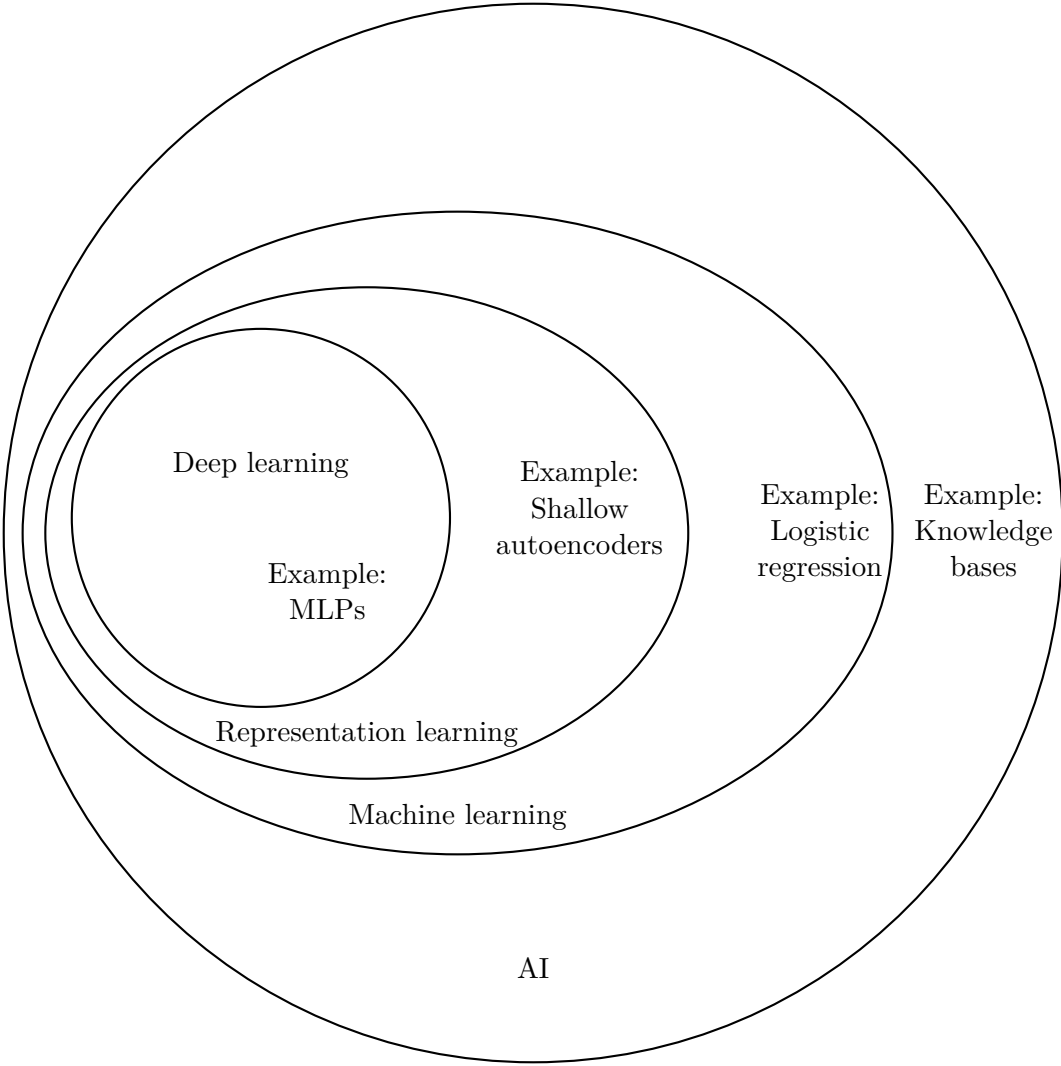 Deep learning
Example:
MLPs
Example:
Shallow
autoencoders
Example:
Logistic
regression
Example:
Knowledge
bases
Representation learning
Machine learning
AI